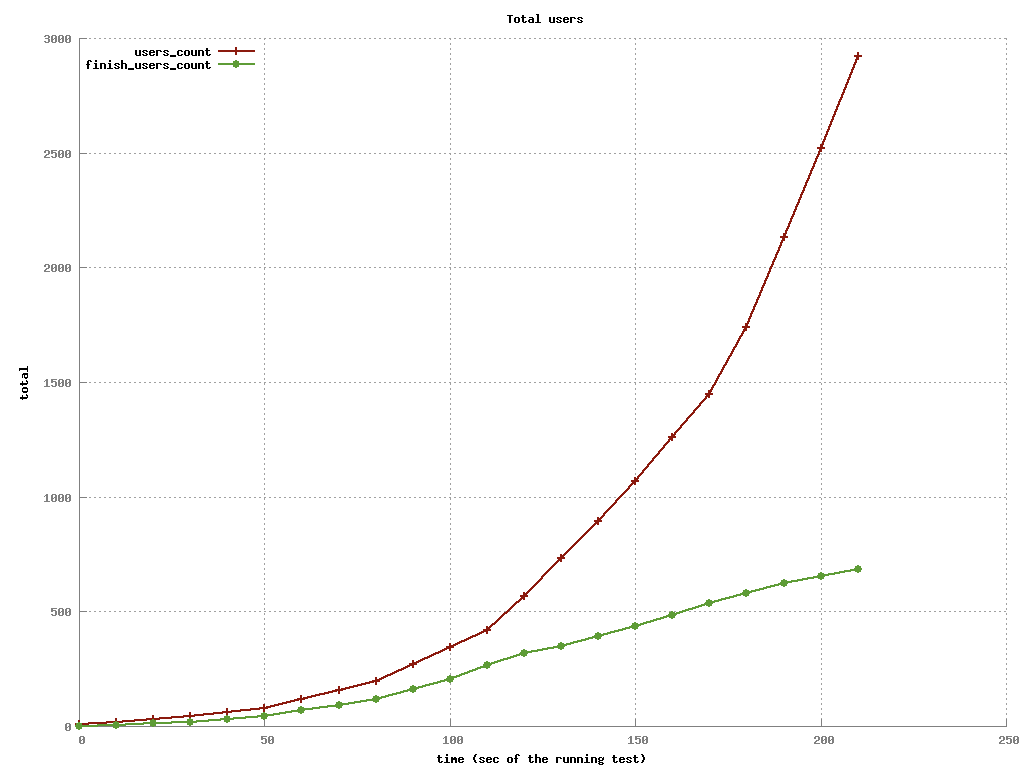 Total users
users_count
finish_users_count
3000
2500
2000
1500
1000
500
0
total
0 50 100 150 200 250
time (sec of the running test)